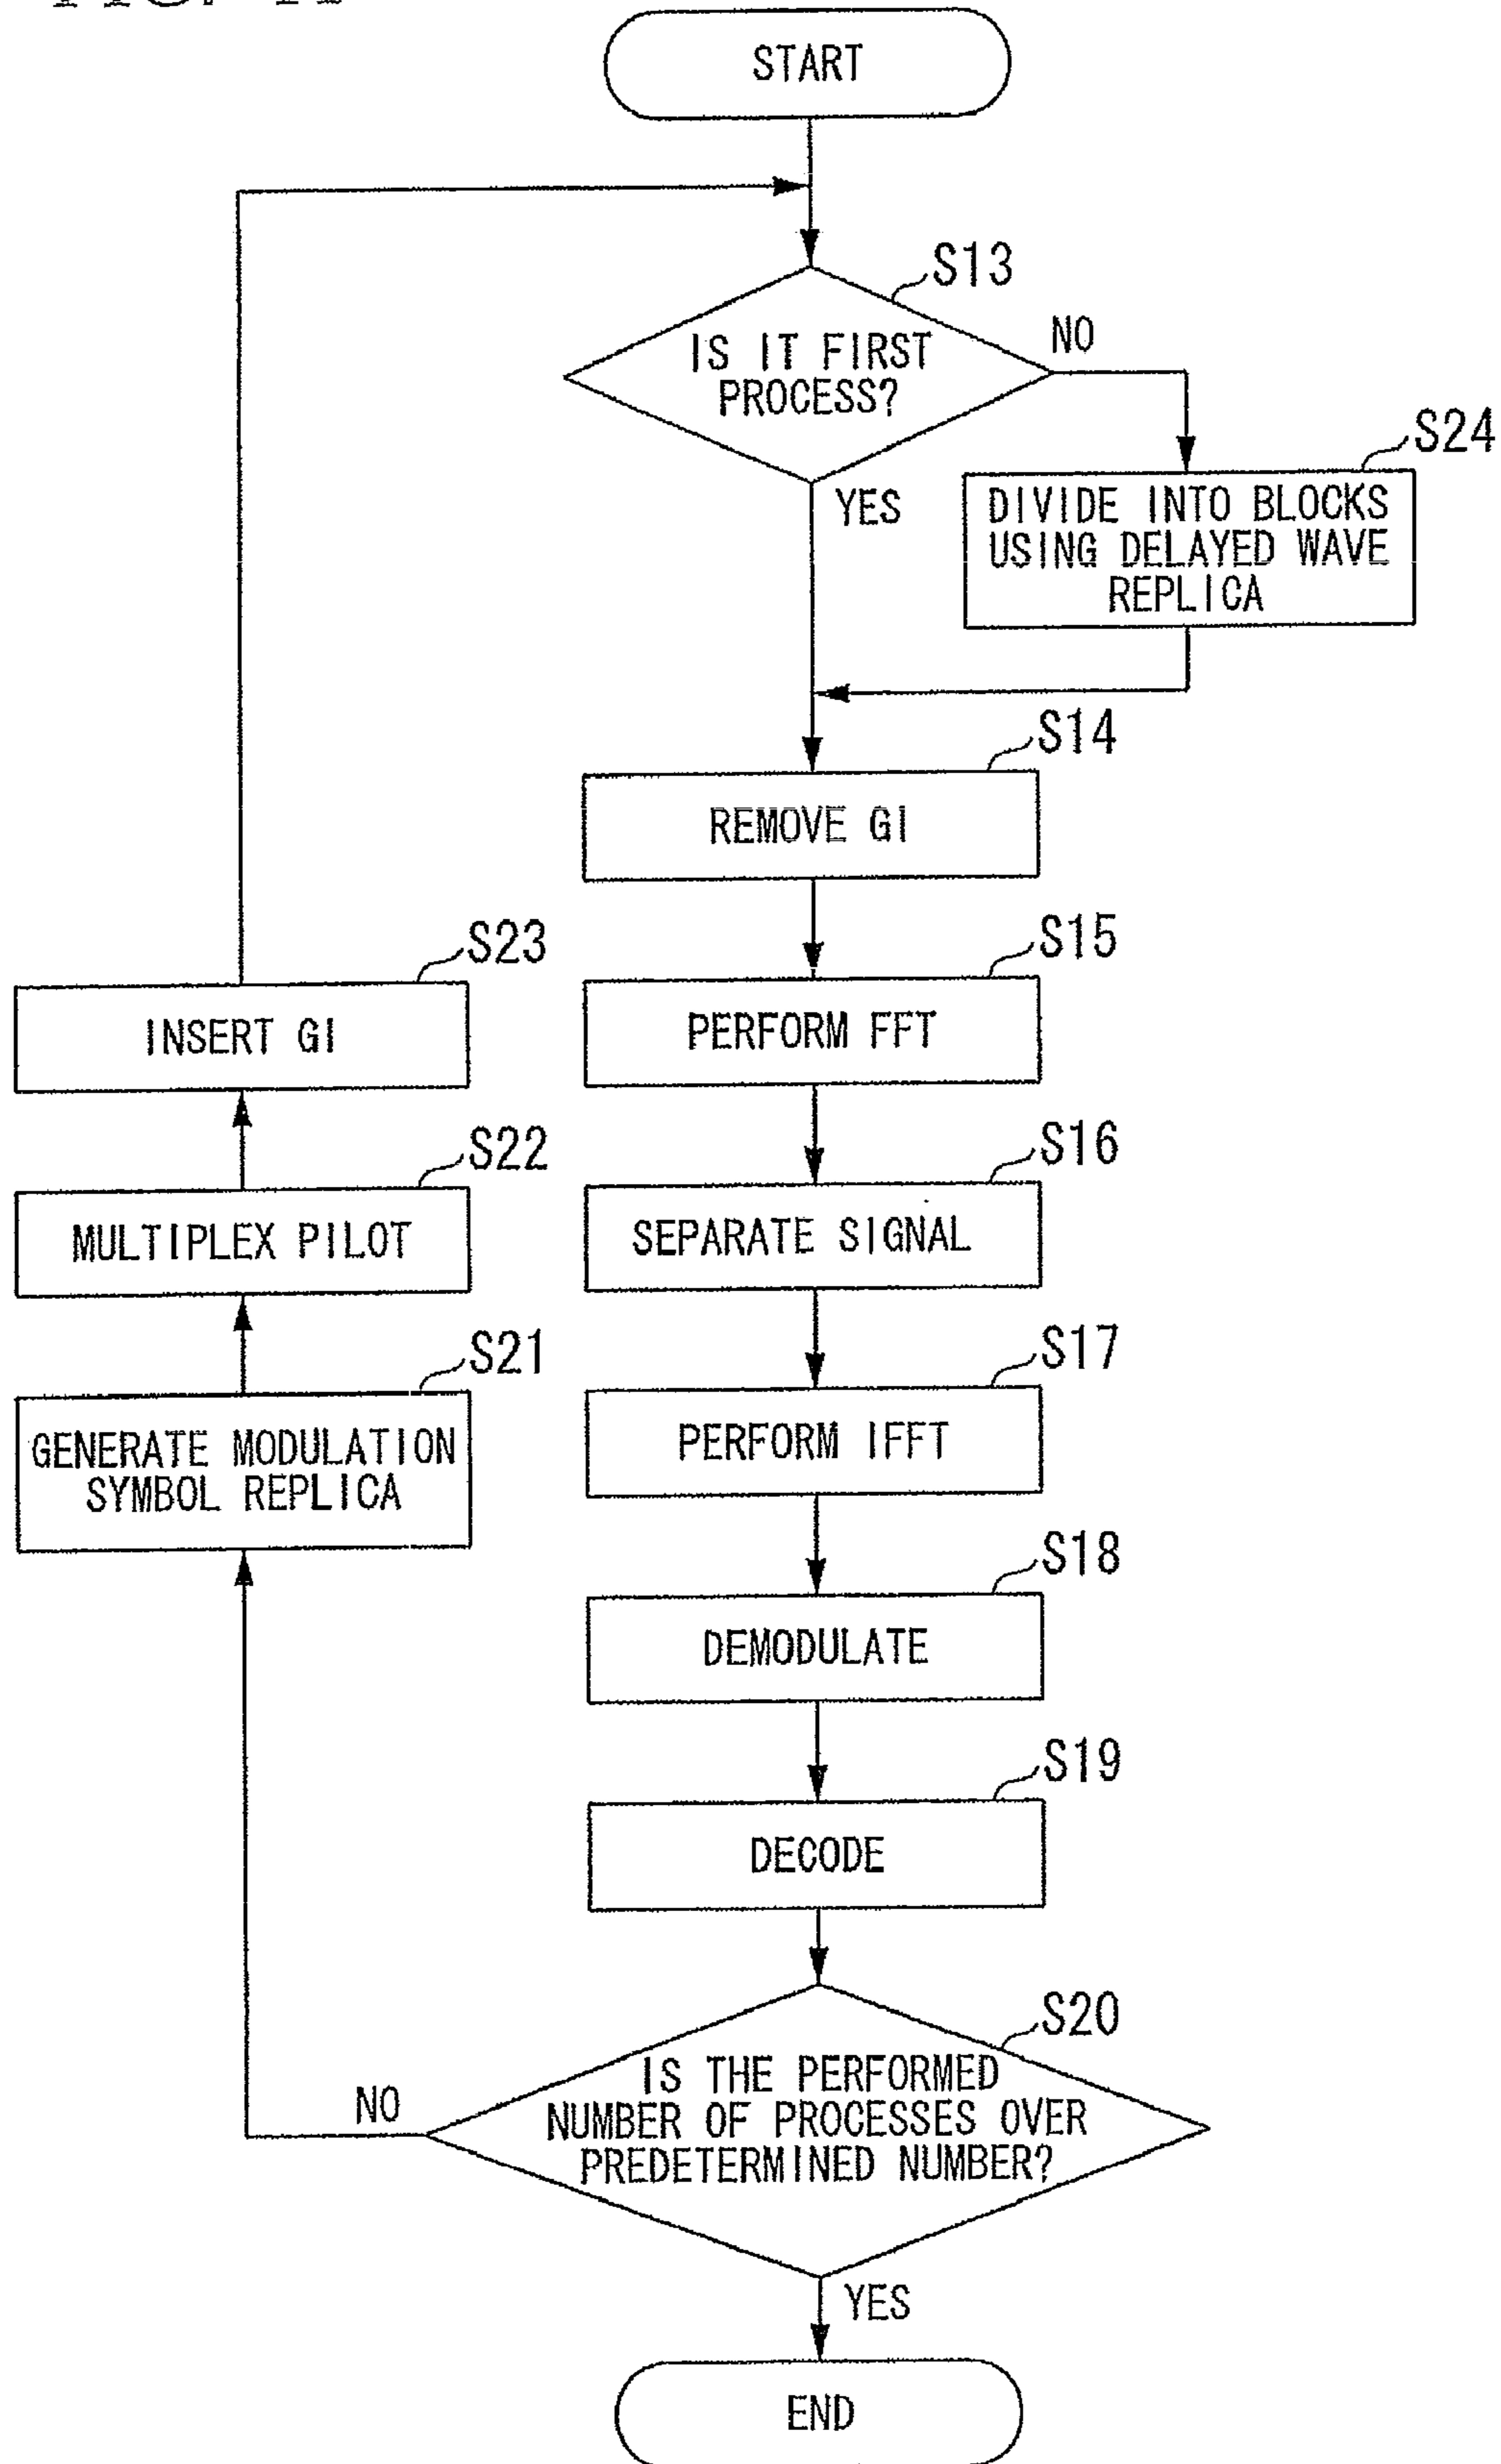 START
S13
IS IT FIRST
PROCESS?
NO
YES
S24
DIVIDE INTO BLOCKS
USING DELAYED WAVE
REPLICA
S14
REMOVE GI
S15
PERFORM FFT
S16
SEPARATE SIGNAL
S17
PERFORM IFFT
S18
DEMODULATE
S19
DECODE
S20
IS THE PERFORMED
NUMBER OF PROCESSES OVER
PREDETERMINED NUMBER?
NO
YES
S21
GENERATE MODULATION
SYMBOL REPLICA
S22
MULTIPLEX PILOT
S23
INSERT GI
END